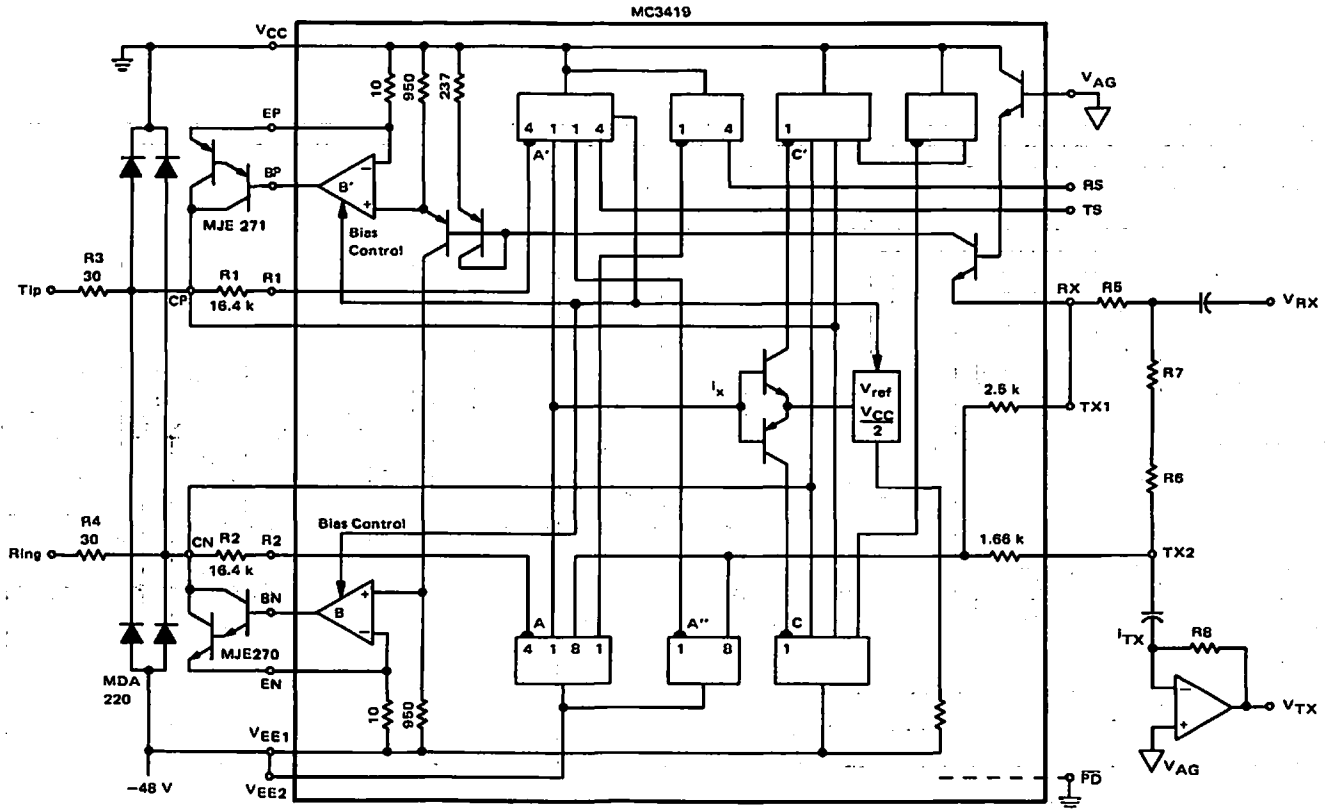 MC3419
VCC
VAG
10
950
237
EP
4 1 1 4
1 4
1
A'
C'
BP
B'
−
+
RS
TS
MJE 271
Bias
Control
R3
30
Tip
CP
R1
16.4 k
R1
RX
R5
VRX
ix
Vref
VCC
2
2.5 k
TX1
R7
R6
R4
30
Ring
CN
R2
16.4 k
R2
Bias Control
1.66 k
TX2
BN
B
+
−
A
A''
C
4 1 8 1
1 8
1
MJE270
EN
MDA
220
10
950
iTX
R8
−
+
VTX
VAG
VEE1
−48 V
VEE2
PD